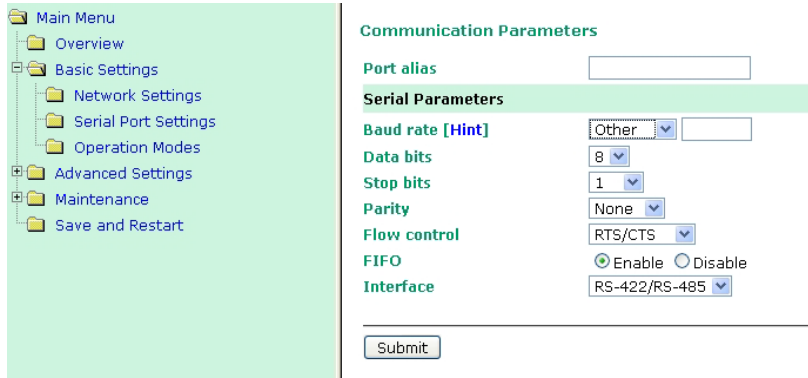 Main Menu
Overview
Basic Settings
Network Settings
Serial Port Settings
Operation Modes
Advanced Settings
Maintenance
Save and Restart
Communication Parameters
Port alias
Serial Parameters
Baud rate [Hint] Other
Data bits 8
Stop bits 1
Parity None
Flow control RTS/CTS
FIFO Enable Disable
Interface RS-422/RS-485
Submit